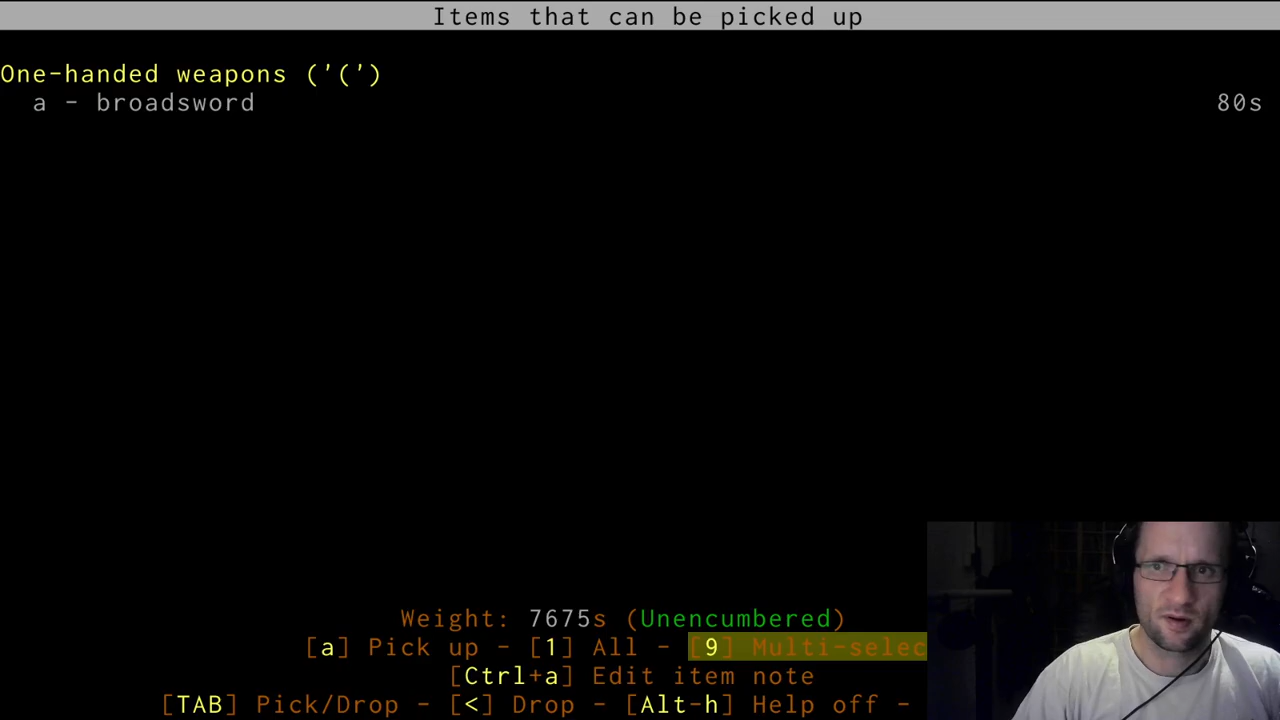 Items that can be picked up
One-handed weapons ('(')
a - broadsword 80s
Weight: 7675s (Unencumbered)
[a] Pick up - [1] All - [9] Multi-selec
[Ctrl+a] Edit item note
[TAB] Pick/Drop - [<] Drop - [Alt-h] Help off -